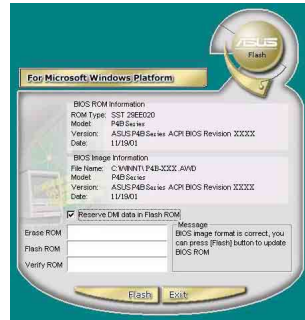 ASUS
Flash
For Microsoft Windows Platform
BIOS ROM Information
ROM Type: SST 29EE020
Model: P4B Series
Version: ASUS P4B Series ACPI BIOS Revision XXXX
Date: 11/19/01
BIOS Image Information
File Name: C:\WINNT\ P4B-XXX .AWD
Model: P4B Series
Version: ASUS P4B Series ACPI BIOS Revision XXXX
Date: 11/19/01
Reserve DMI data in Flash ROM
Erase ROM
Flash ROM
Verify ROM
Message
BIOS image format is correct, you
can press [Flash] button to update
BIOS ROM
Flash Exit